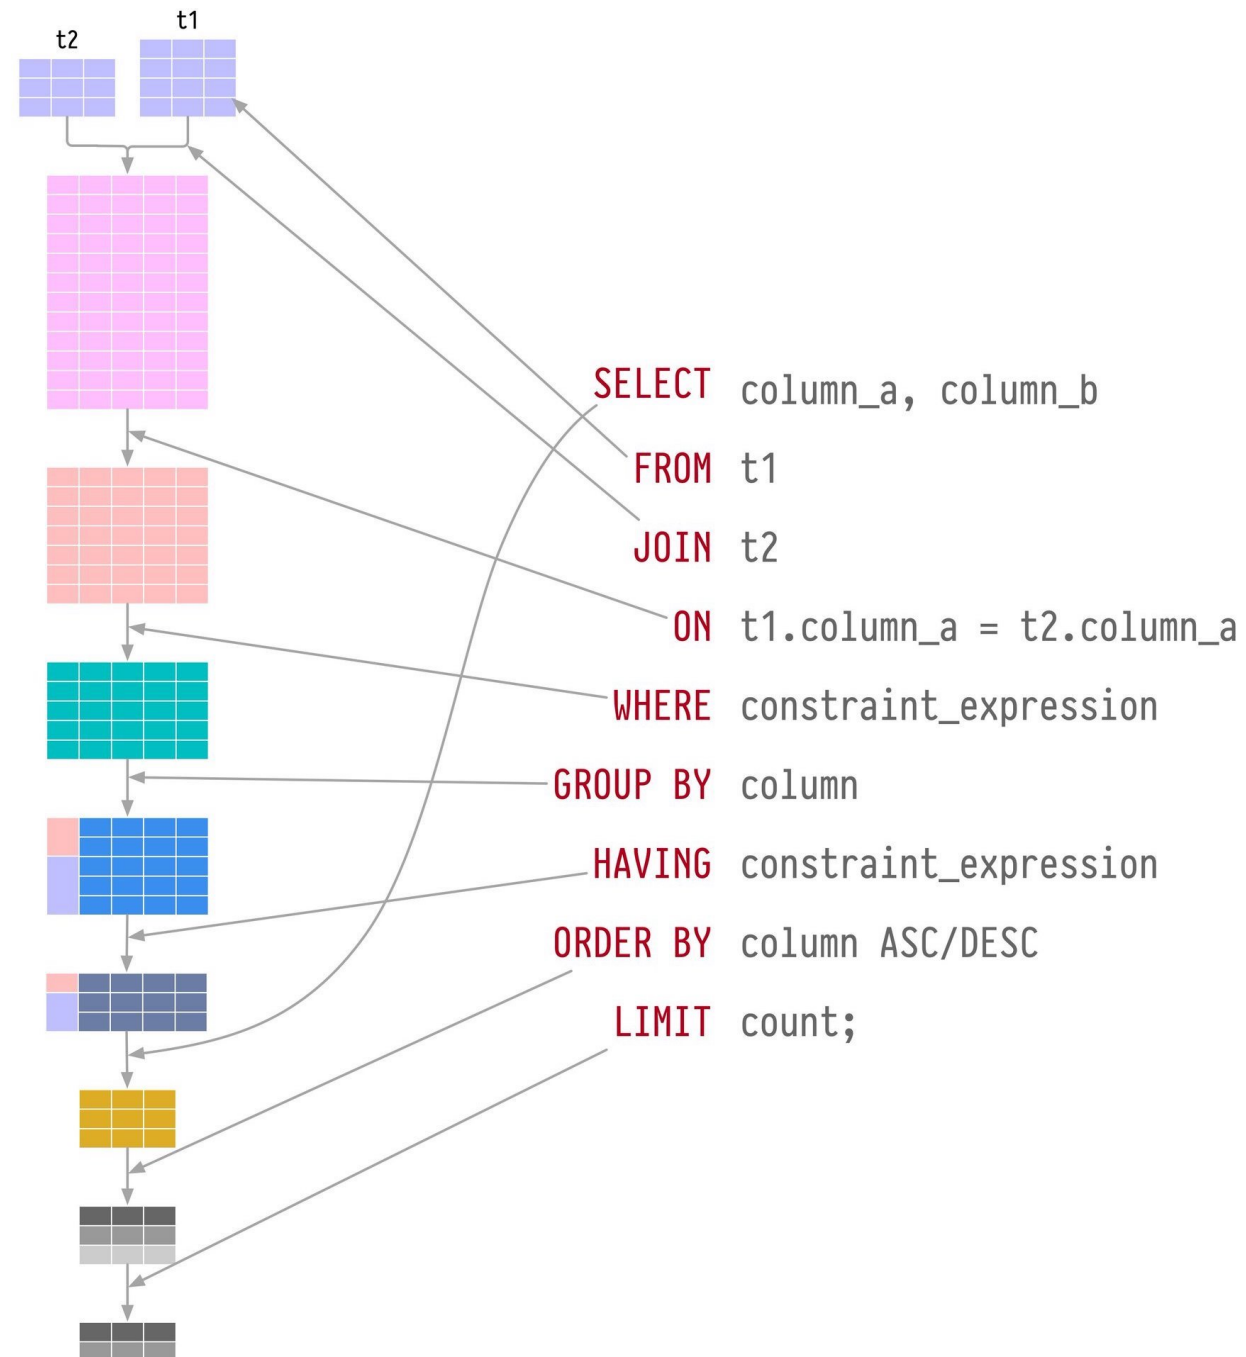 t1
t2
SELECT column_a, column_b
FROM t1
JOIN t2
ON t1.column_a = t2.column_a
WHERE constraint_expression
GROUP BY column
HAVING constraint_expression
ORDER BY column ASC/DESC
LIMIT count;